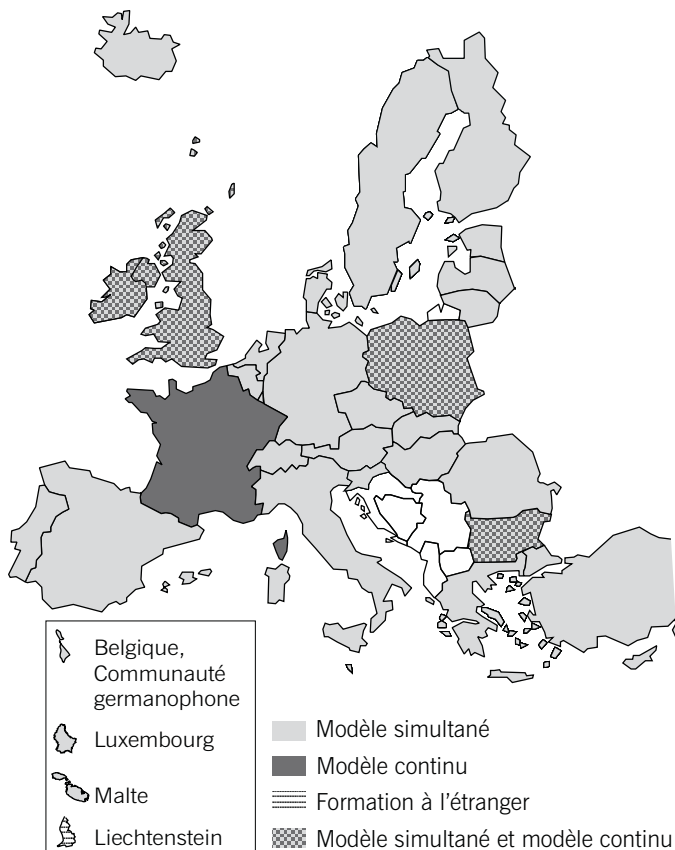 Belgique,
Communauté
germanophone
Luxembourg
Malte
Liechtenstein
Modèle simultané
Modèle continu
Formation à l'étranger
Modèle simultané et modèle continu